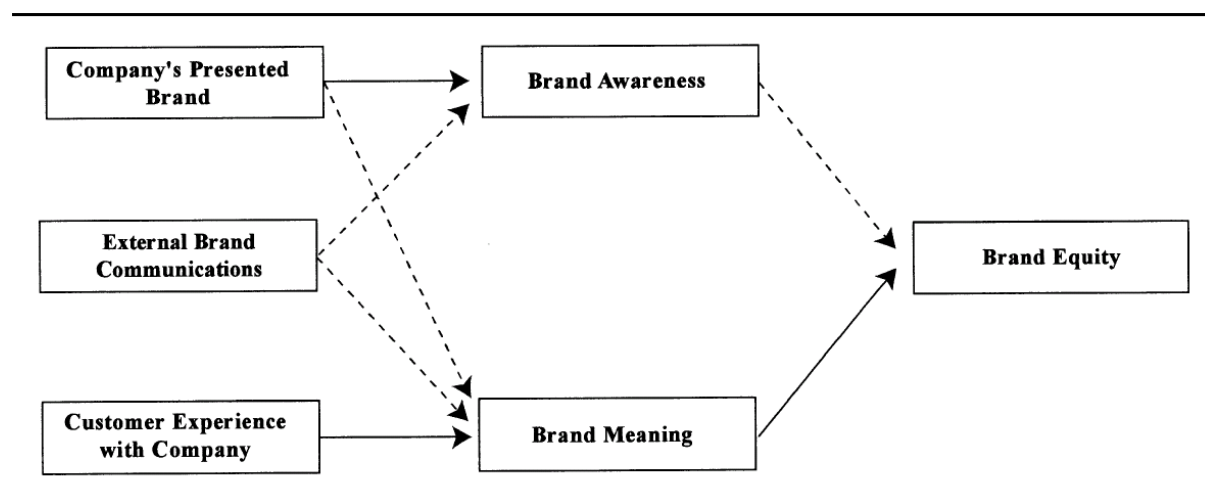 Company's Presented
Brand
Brand Awareness
External Brand
Communications
Brand Equity
Customer Experience
with Company
Brand Meaning